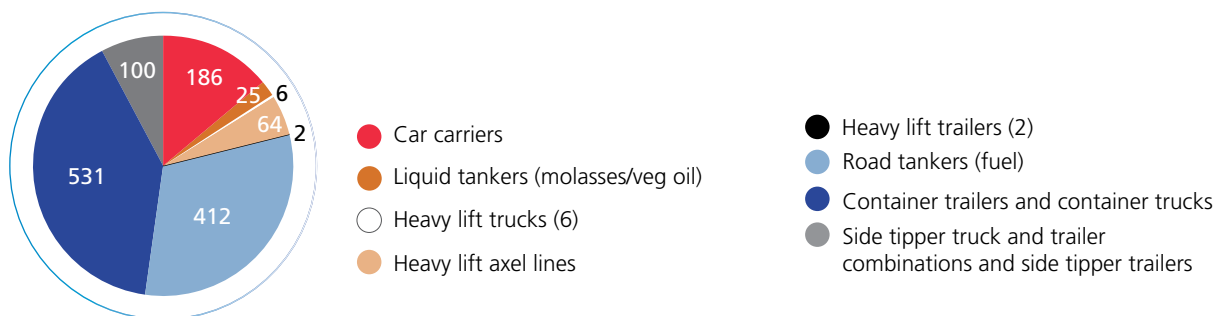 100
186
25
6
64
2
531
412
Car carriers
Liquid tankers (molasses/veg oil)
Heavy lift trucks (6)
Heavy lift axel lines
Heavy lift trailers (2)
Road tankers (fuel)
Container trailers and container trucks
Side tipper truck and trailer
combinations and side tipper trailers